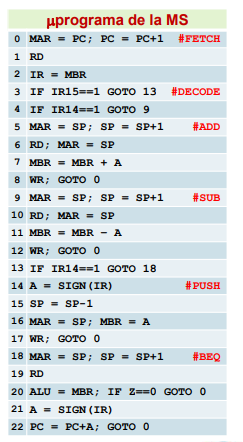 µprograma de la MS
0 MAR = PC; PC = PC+1 #FETCH
1 RD
2 IR = MBR
3 IF IR15==1 GOTO 13 #DECODE
4 IF IR14==1 GOTO 9
5 MAR = SP; SP = SP+1 #ADD
6 RD; MAR = SP
7 MBR = MBR + A
8 WR; GOTO 0
9 MAR = SP; SP = SP+1 #SUB
10 RD; MAR = SP
11 MBR = MBR − A
12 WR; GOTO 0
13 IF IR14==1 GOTO 18
14 A = SIGN(IR) #PUSH
15 SP = SP-1
16 MAR = SP; MBR = A
17 WR; GOTO 0
18 MAR = SP; SP = SP+1 #BEQ
19 RD
20 ALU = MBR; IF Z==0 GOTO 0
21 A = SIGN(IR)
22 PC = PC+A; GOTO 0